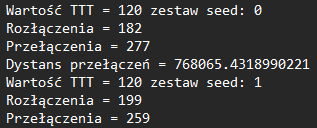 Wartość TTT = 120 zestaw seed: 0
Rozłączenia = 182
Przełączenia = 277
Dystans przełączeń = 768065.4318990221
Wartość TTT = 120 zestaw seed: 1
Rozłączenia = 199
Przełączenia = 259